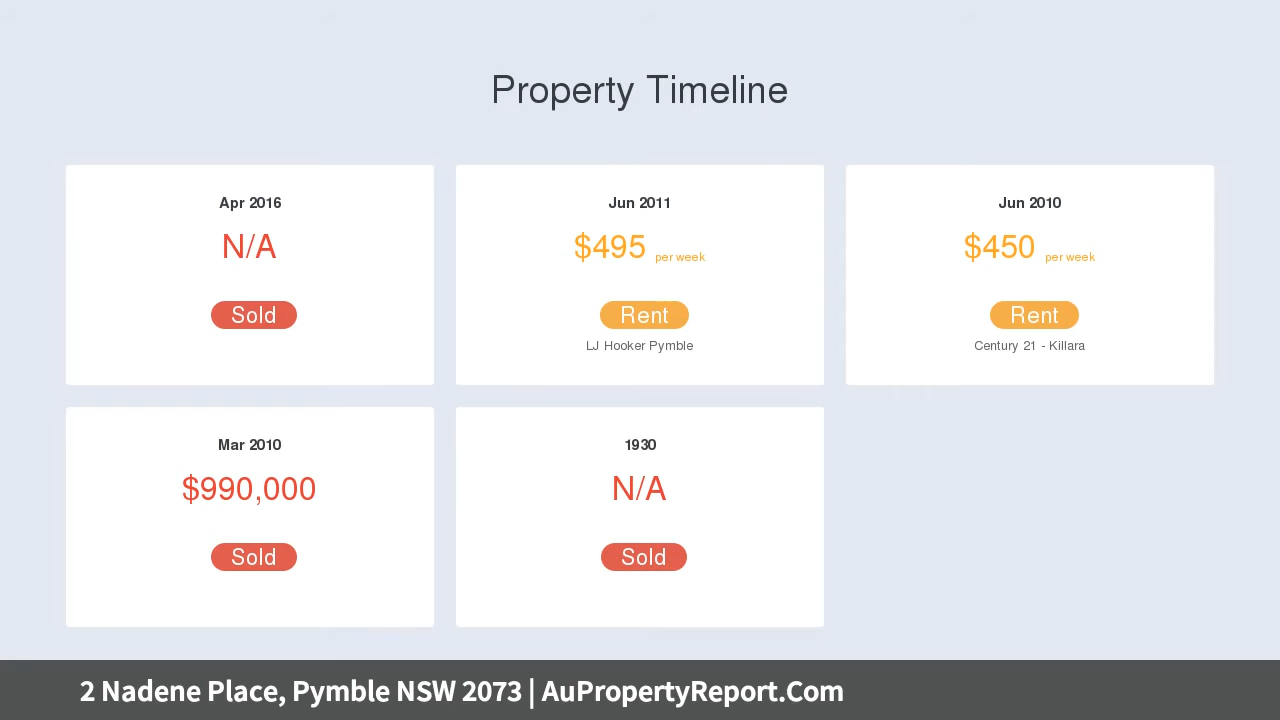 Property Timeline
Apr 2016
N/A
Sold
Jun 2011
$495 per week
Rent
LJ Hooker Pymble
Jun 2010
$450 per week
Rent
Century 21 - Killara
Mar 2010
$990,000
Sold
1930
N/A
Sold
2 Nadene Place, Pymble NSW 2073 | AuPropertyReport.Com